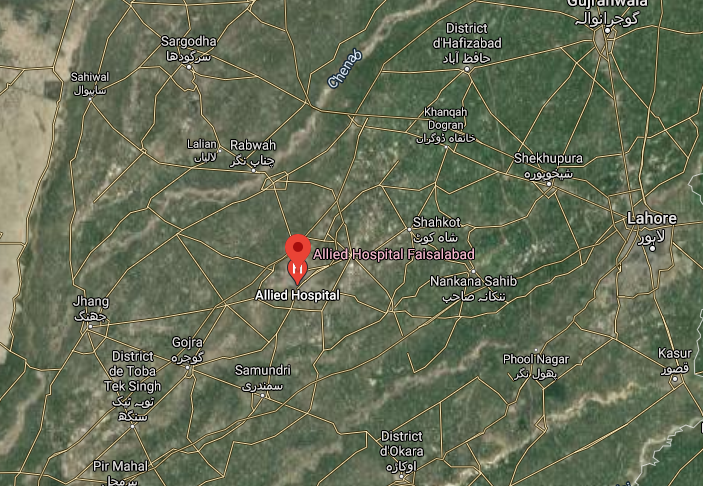 Gujranwala
گوجرانوالہ
District
d'Hafizabad
حافظ آباد
Sargodha
سرگودھا
Chenab
Sahiwal
ساہیوال
Khanqah
Dogran
خانقاہ ڈوگراں
Lalian
لالیاں
Rabwah
چناب نگر
Shekhupura
شیخوپورہ
Shahkot
شاہ کوٹ
Lahore
لاہور
Allied Hospital Faisalabad
Allied Hospital
Nankana Sahib
ننکانہ صاحب
Jhang
جھنگ
Gojra
گوجرہ
Phool Nagar
پھول نگر
Kasur
قصور
District
de Toba
Tek Singh
ٹوبہ ٹیک
سنگھ
Samundri
سمندری
District
d'Okara
اوکاڑہ
Pir Mahal
پیر محل